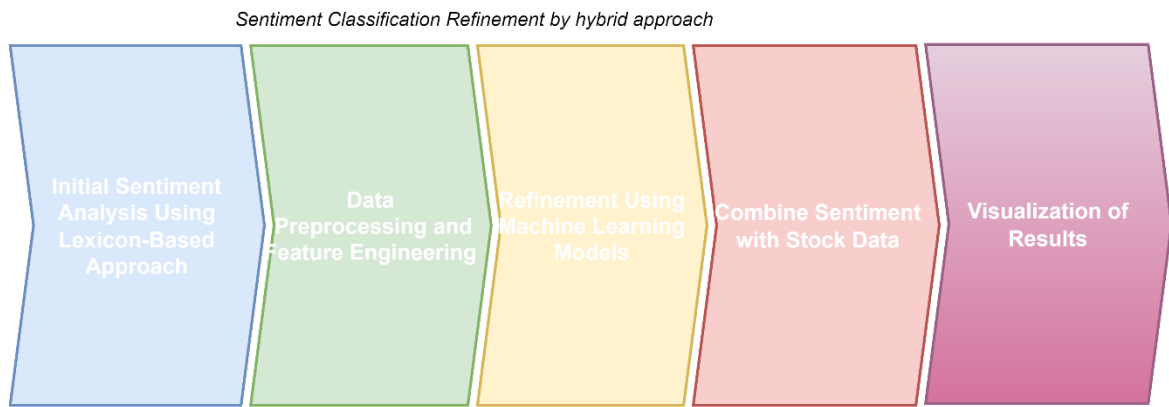 Sentiment Classification Refinement by hybrid approach
Initial Sentiment
Analysis Using
Lexicon-Based
Approach
Data
Preprocessing and
Feature Engineering
Refinement Using
Machine Learning
Models
Combine Sentiment
with Stock Data
Visualization of
Results